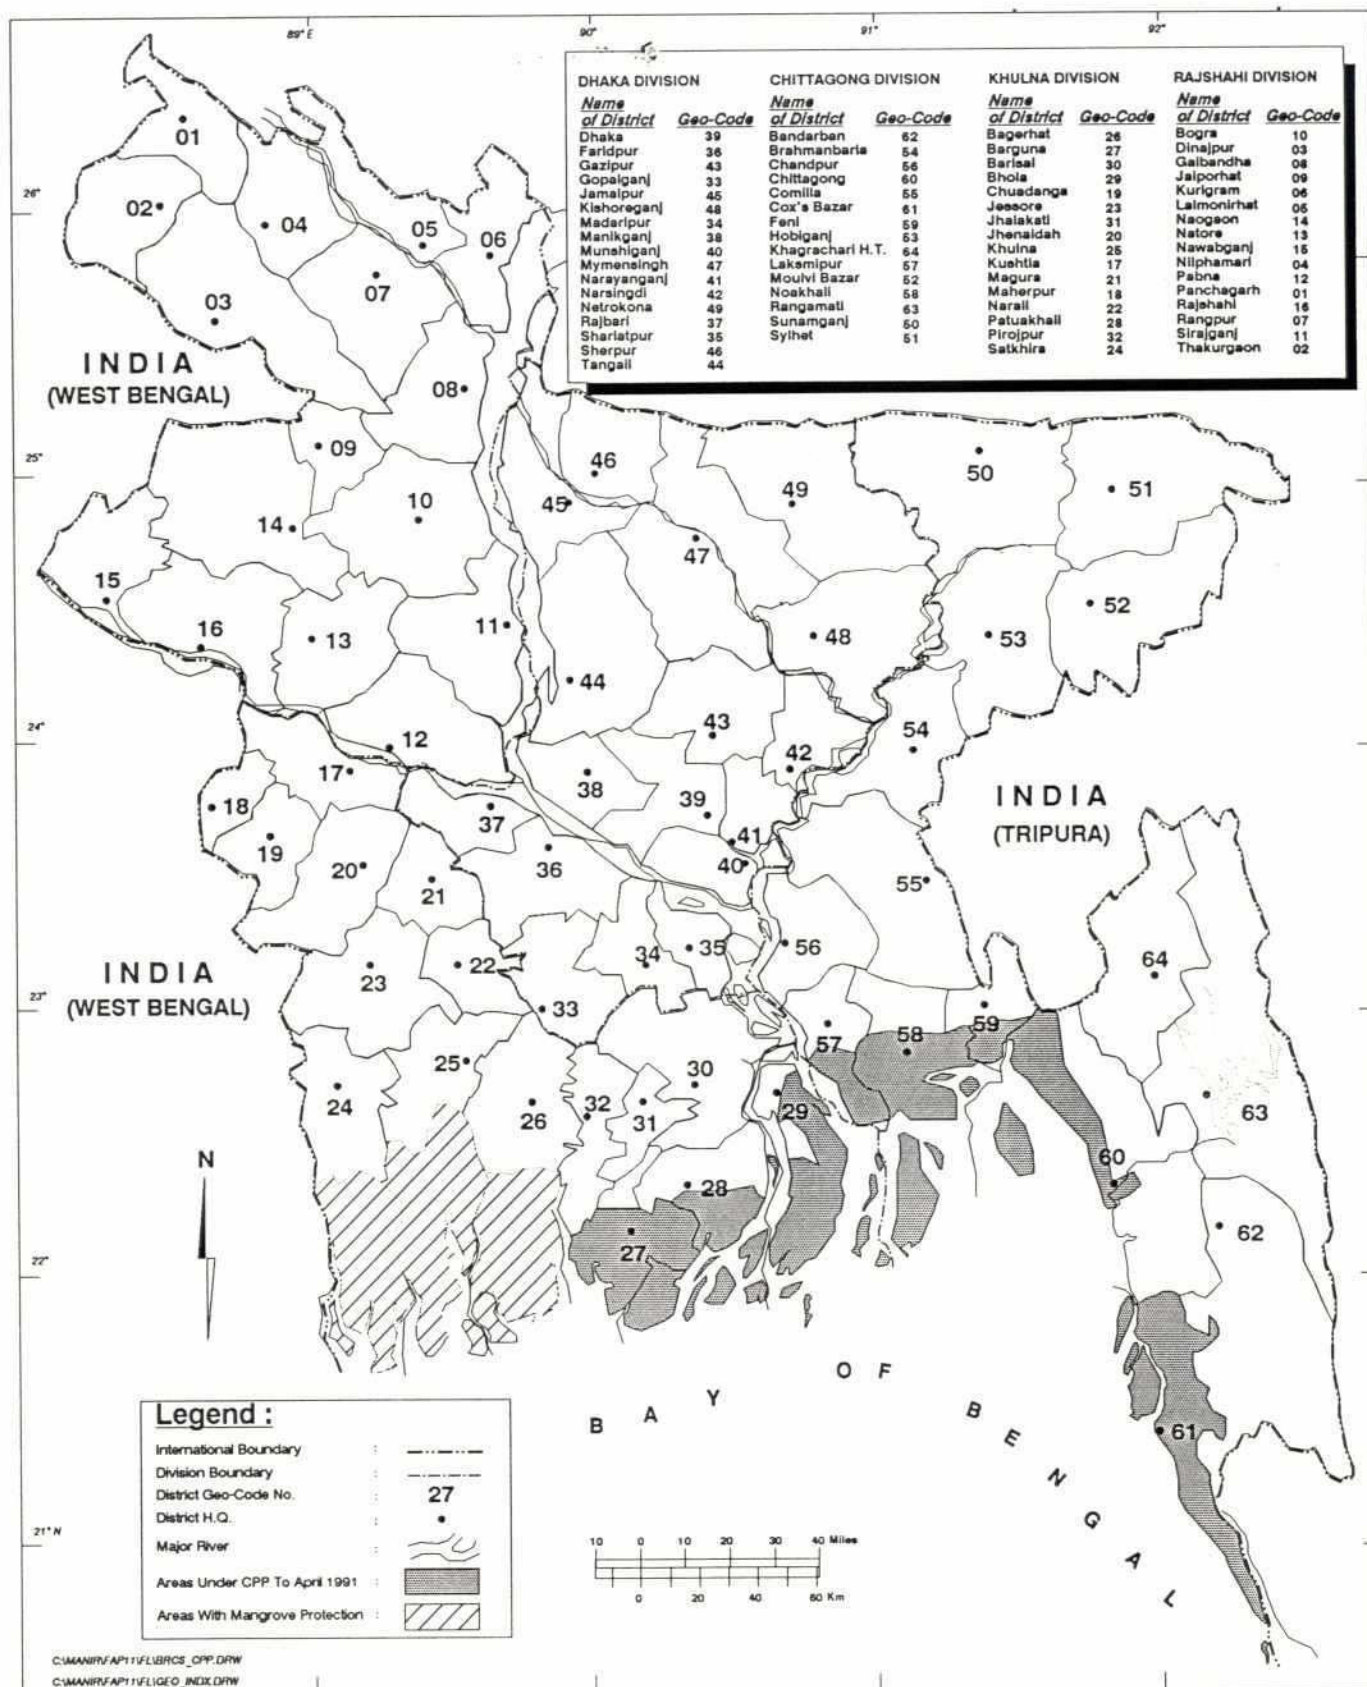 89° E 90° 91° 92°
DHAKA DIVISION CHITTAGONG DIVISION KHULNA DIVISION RAJSHAHI DIVISION
Name Name Name Name
of District Geo-Code of District Geo-Code of District Geo-Code of District Geo-Code
Dhaka 39 Bandarban 62 Bagerhat 26 Bogra 10
Faridpur 36 Brahmanbaria 54 Barguna 27 Dinajpur 03
Gazipur 43 Chandpur 56 Barisal 30 Gaibandha 08
Gopalganj 33 Chittagong 60 Bhola 29 Jaiporhat 09
Jamalpur 45 Comilla 55 Chuadanga 19 Kurigram 06
Kishoreganj 48 Cox's Bazar 61 Jessore 23 Lalmonirhat 05
Madaripur 34 Feni 59 Jhalakati 31 Naogaon 14
Manikganj 38 Hobiganj 53 Jhenaidah 20 Natore 13
Munshiganj 40 Khagrachari H.T. 64 Khulna 25 Nawabganj 15
Mymensingh 47 Laksmipur 57 Kushtia 17 Nilphamari 04
Narayanganj 41 Moulvi Bazar 52 Magura 21 Pabna 12
Narsingdi 42 Noakhali 58 Maherpur 18 Panchagarh 01
Netrokona 49 Rangamati 63 Narail 22 Rajshahi 16
Rajbari 37 Sunamganj 50 Patuakhali 28 Rangpur 07
Shariatpur 35 Sylhet 51 Pirojpur 32 Sirajganj 11
Sherpur 46 Satkhira 24 Thakurgaon 02
Tangail 44
01
26°
02
04
05
06
07
03
INDIA
(WEST BENGAL)
08
09
25°
46
50
10
45
49
51
14
47
15
52
16
13
11
48
53
44
24°
12
43
54
42
17
38
INDIA
(TRIPURA)
18
37
39
19
41
20
36
40
21
55
34
35
56
INDIA
(WEST BENGAL)
22
23
64
23°
33
59
57
58
25
24
30
26
32
31
29
63
N
60
28
62
27
22°
BAY OF BENGAL
61
Legend :
International Boundary :
Division Boundary :
District Geo-Code No. : 27
District H.Q. :
Major River :
Areas Under CPP To April 1991 :
Areas With Mangrove Protection :
21° N
10 0 10 20 30 40 Miles
0 20 40 60 Km
C:\MANIR\FAP11\FL\BRCS_CPP.DRW
C:\MANIR\FAP11\FL\GEO_INDX.DRW